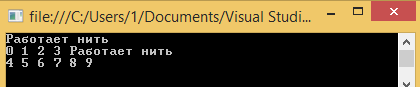 file:///C:/Users/1/Documents/Visual Studi...
Работает нить
0 1 2 3 Работает нить
4 5 6 7 8 9